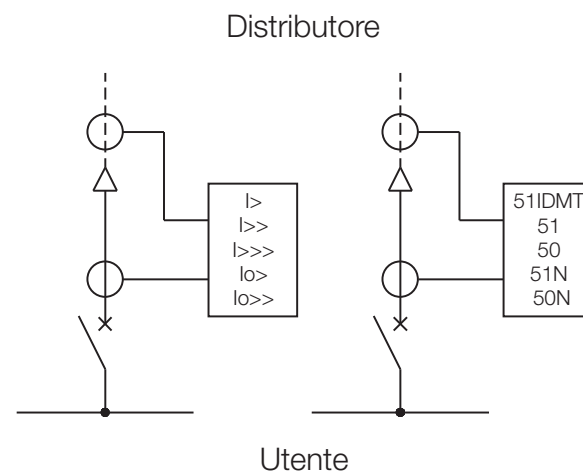 Distributore
I>
I>>
I>>>
Io>
Io>>
51IDMT
51
50
51N
50N
Utente